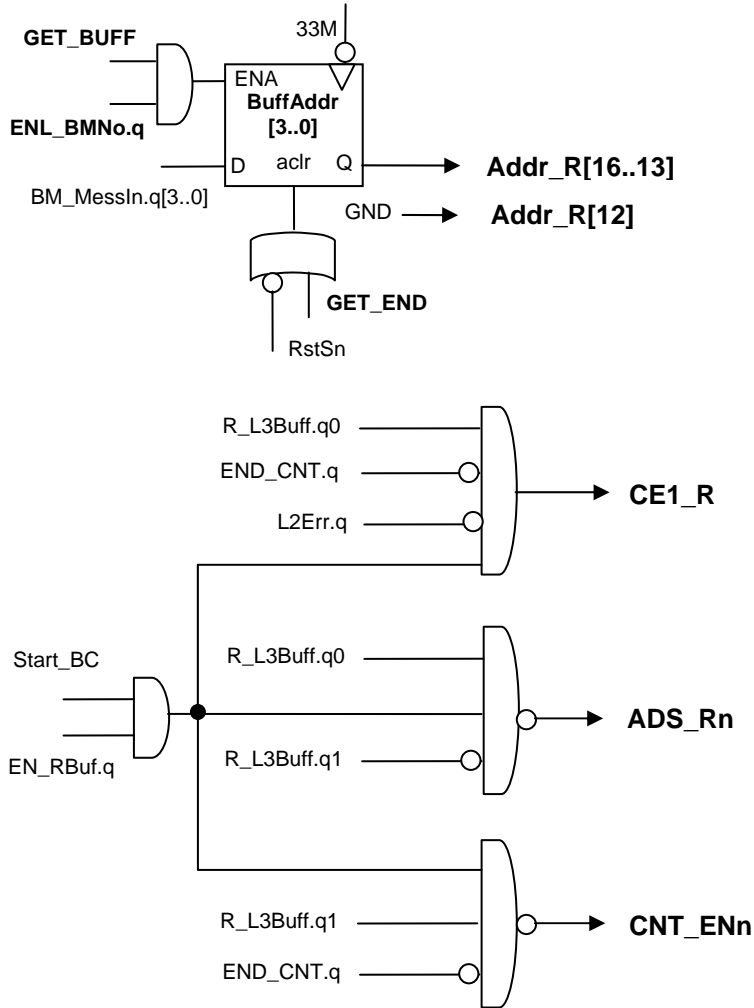 33M
GET_BUFF
ENA
BuffAddr
[3..0]
ENL_BMNo.q
D aclr Q
Addr_R[16..13]
BM_MessIn.q[3..0]
GND
Addr_R[12]
GET_END
RstSn
R_L3Buff.q0
END_CNT.q
CE1_R
L2Err.q
Start_BC
R_L3Buff.q0
ADS_Rn
EN_RBuf.q
R_L3Buff.q1
R_L3Buff.q1
CNT_ENn
END_CNT.q